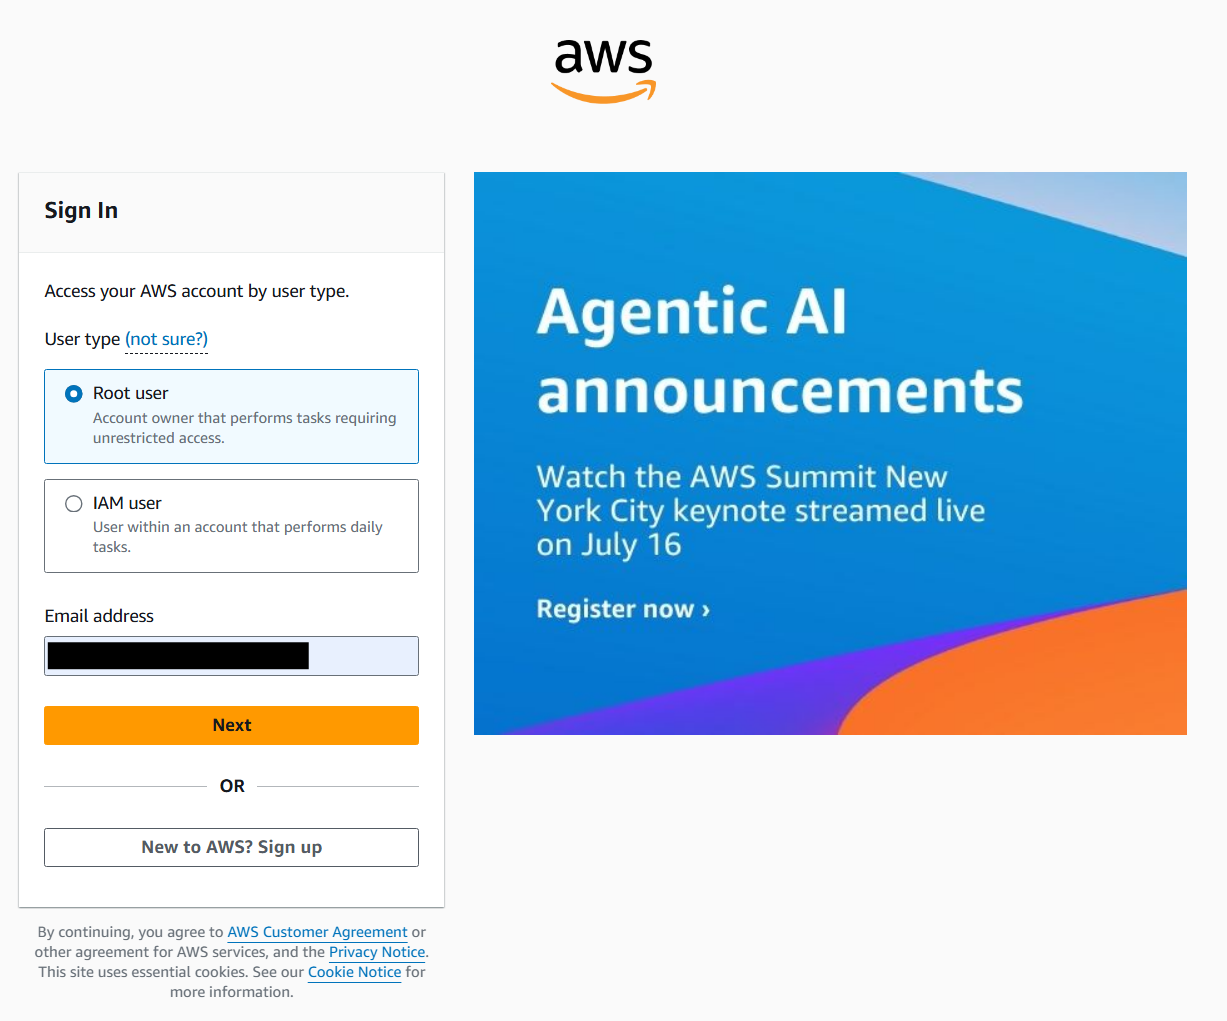 aws
Sign In
Access your AWS account by user type.
User type (not sure?)
Root user
Account owner that performs tasks requiring
unrestricted access.
IAM user
User within an account that performs daily
tasks.
Email address
Next
OR
New to AWS? Sign up
By continuing, you agree to AWS Customer Agreement or
other agreement for AWS services, and the Privacy Notice.
This site uses essential cookies. See our Cookie Notice for
more information.
Agentic AI
announcements
Watch the AWS Summit New
York City keynote streamed live
on July 16
Register now ›